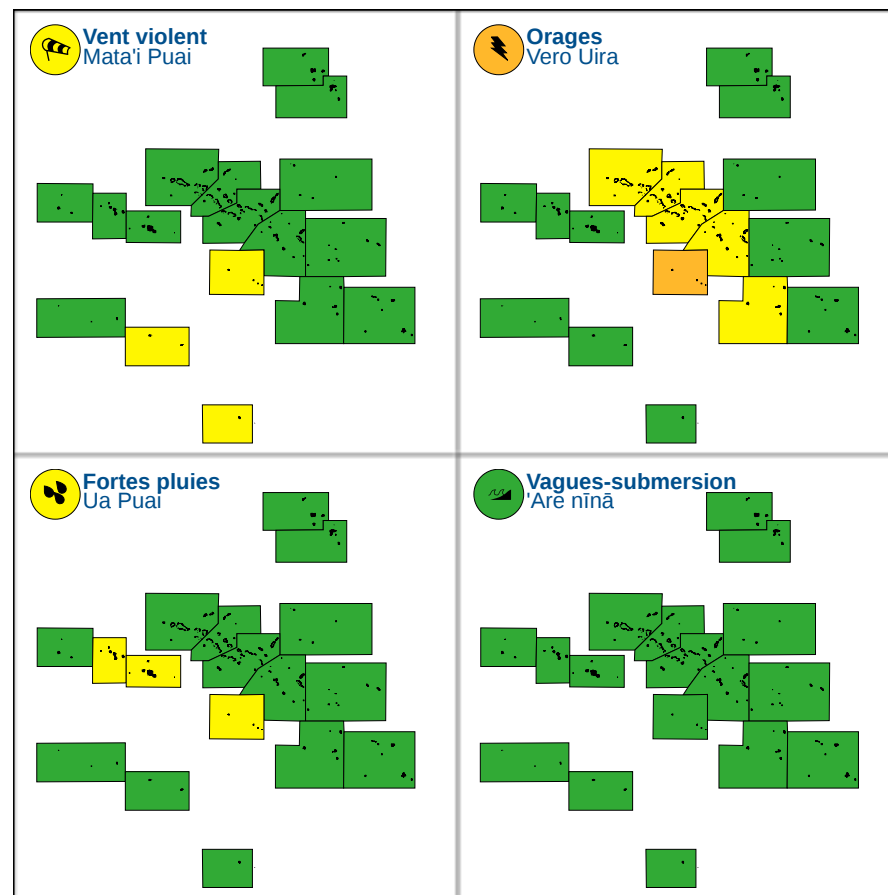 Vent violent
Mata'i Puai
Orages
Vero Uira
Fortes pluies
Ua Puai
Vagues-submersion
'Are nīnā